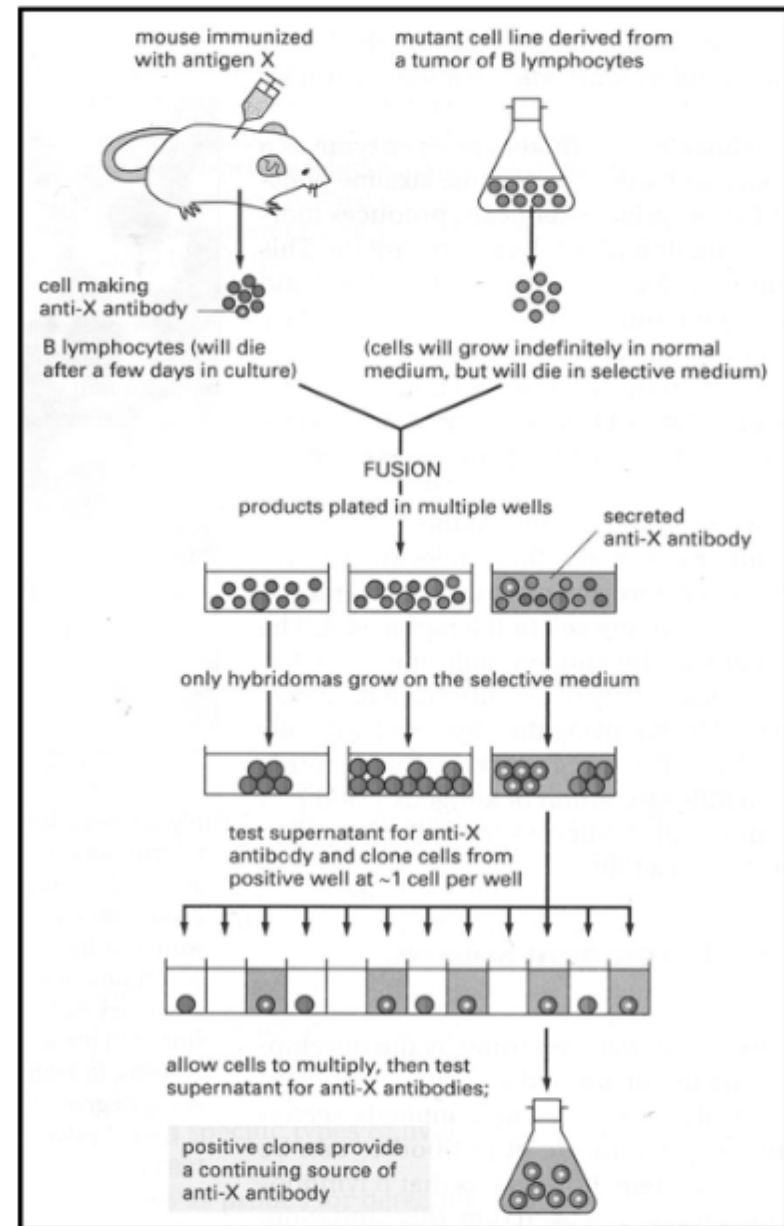 mouse immunized
with antigen X
mutant cell line derived from
a tumor of B lymphocytes
cell making
anti-X antibody
B lymphocytes (will die
after a few days in culture)
(cells will grow indefinitely in normal
medium, but will die in selective medium)
FUSION
products plated in multiple wells
secreted
anti-X antibody
only hybridomas grow on the selective medium
test supernatant for anti-X
antibody and clone cells from
positive well at ~1 cell per well
allow cells to multiply, then test
supernatant for anti-X antibodies;
positive clones provide
a continuing source of
anti-X antibody